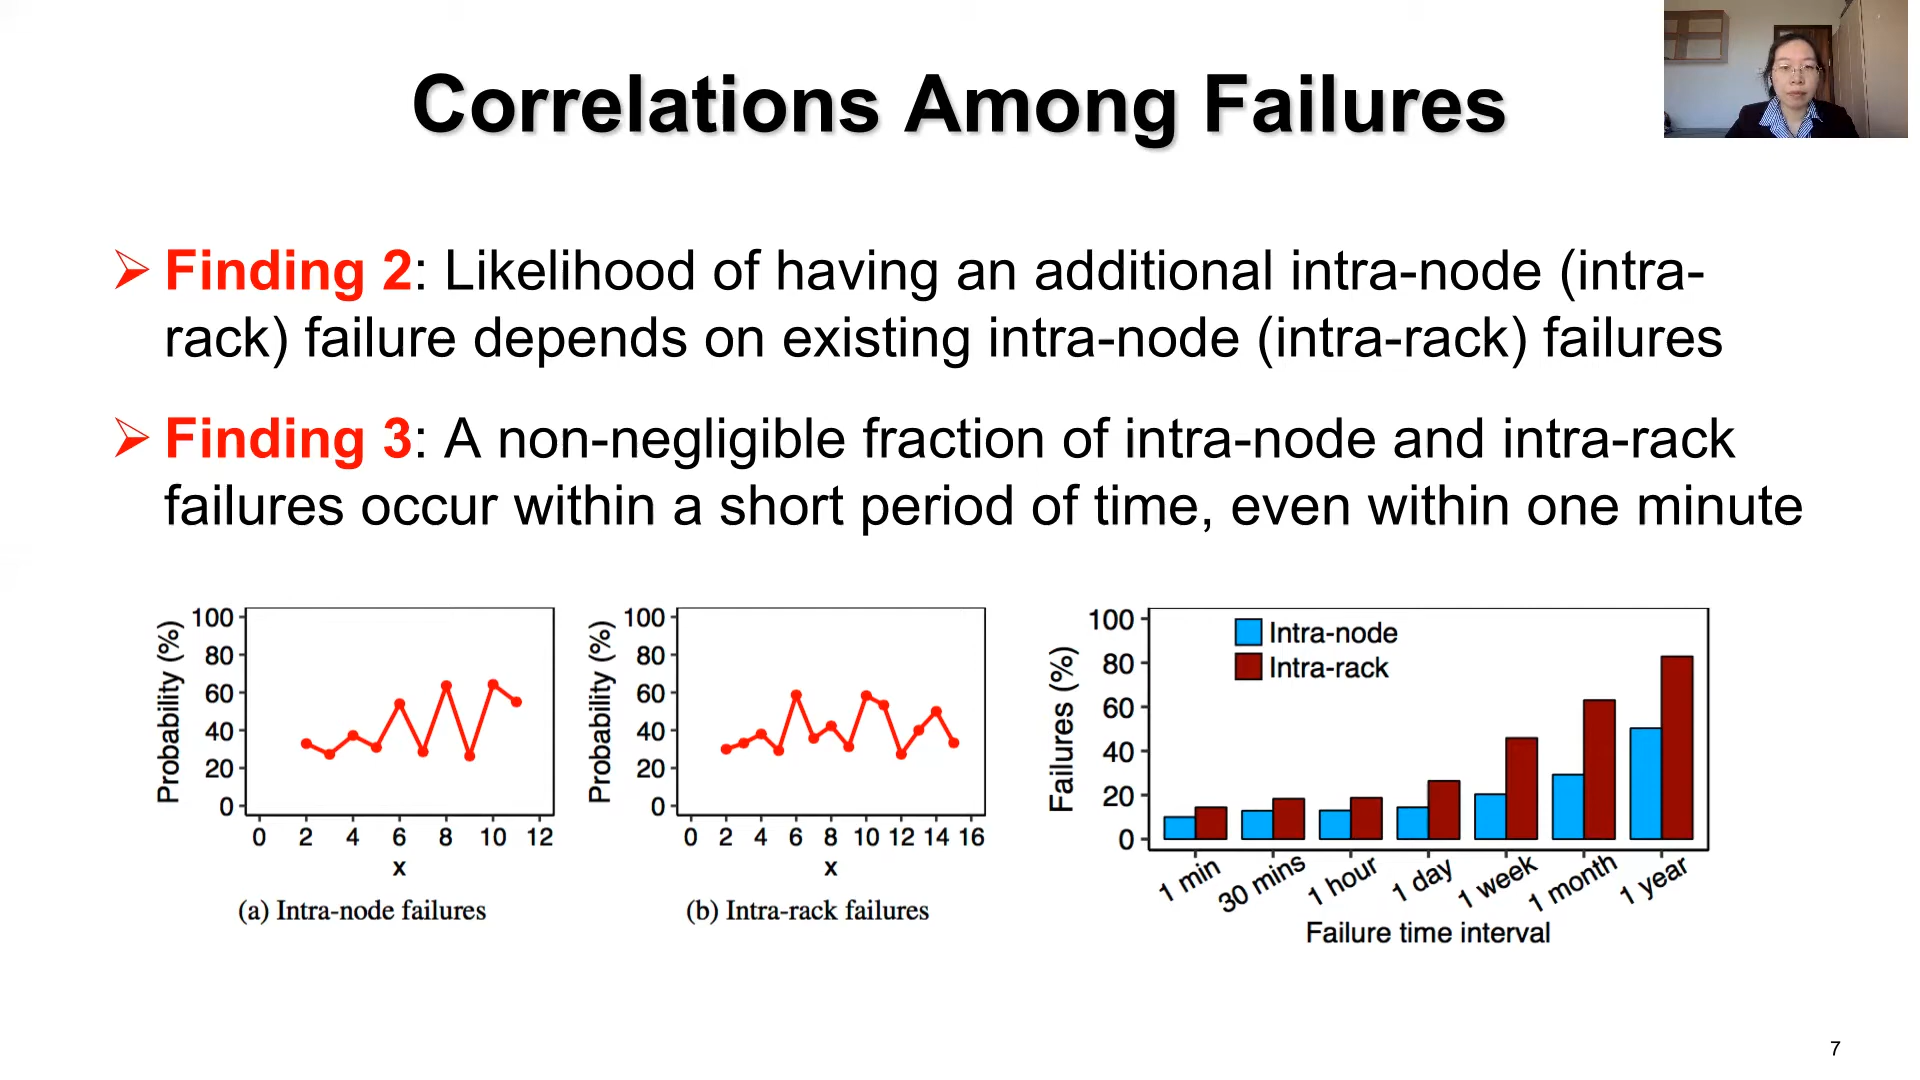 Correlations Among Failures
Finding 2: Likelihood of having an additional intra-node (intra-
rack) failure depends on existing intra-node (intra-rack) failures
Finding 3: A non-negligible fraction of intra-node and intra-rack
failures occur within a short period of time, even within one minute
Probability (%)
100
80
60
40
20
0
0 2 4 6 8 10 12
x
(a) Intra-node failures
Probability (%)
100
80
60
40
20
0
0 2 4 6 8 10 12 14 16
x
(b) Intra-rack failures
Failures (%)
100
80
60
40
20
0
Intra-node
Intra-rack
1 min 30 mins 1 hour 1 day 1 week 1 month 1 year
Failure time interval
7